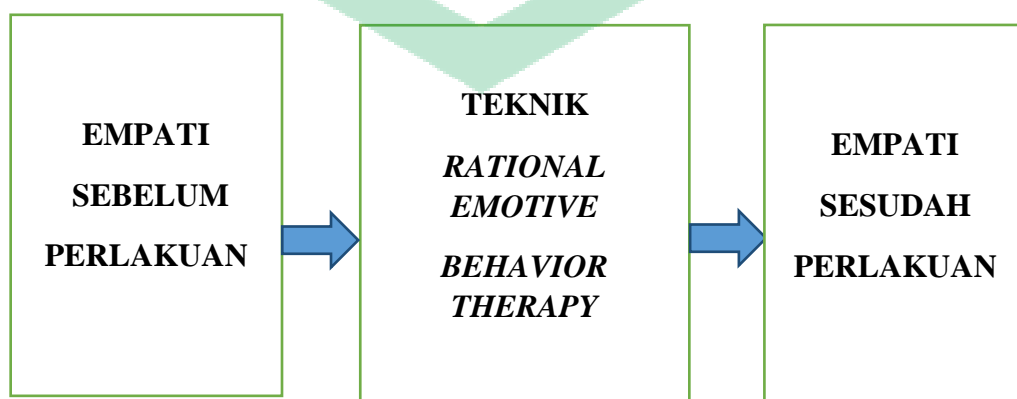 EMPATI
SEBELUM
PERLAKUAN
TEKNIK
RATIONAL
EMOTIVE
BEHAVIOR
THERAPY
EMPATI
SESUDAH
PERLAKUAN